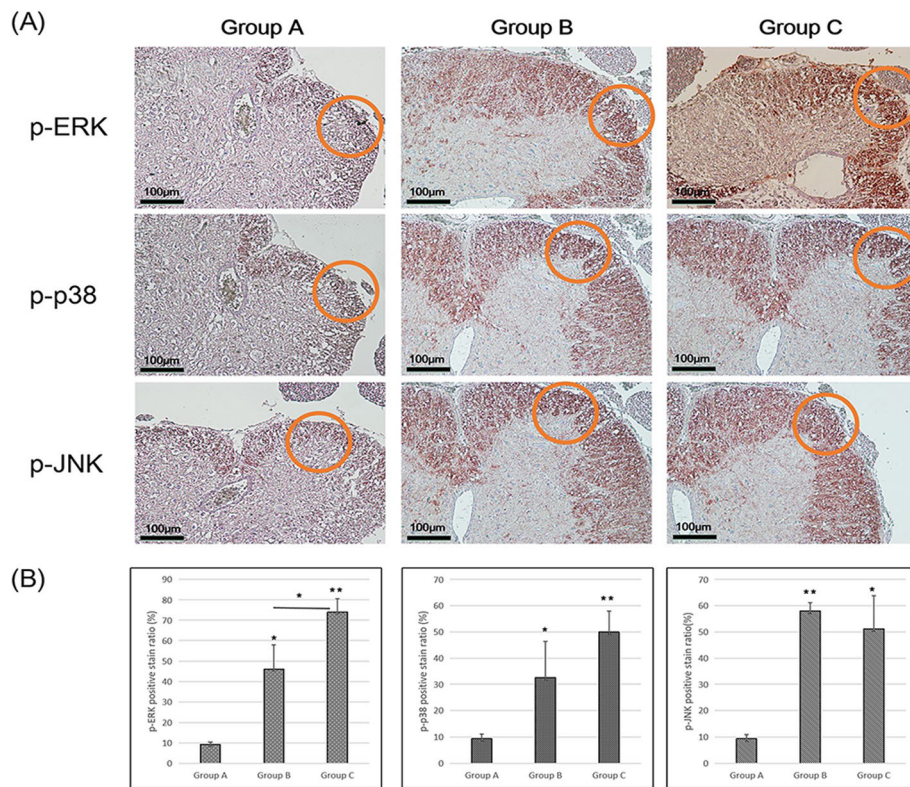 (A)
Group A Group B Group C
p-ERK
100μm 100μm 100μm
p-p38
100μm 100μm 100μm
p-JNK
100μm 100μm 100μm
(B)
p-ERK positive stain ratio (%)
90
80
70
60
50
40
30
20
10
0
*
*
**
Group A Group B Group C
p-p38 positive stain ratio (%)
60
50
40
30
20
10
0
*
**
Group A Group B Group C
p-JNK positive stain ratio(%)
70
60
50
40
30
20
10
0
**
*
Group A Group B Group C